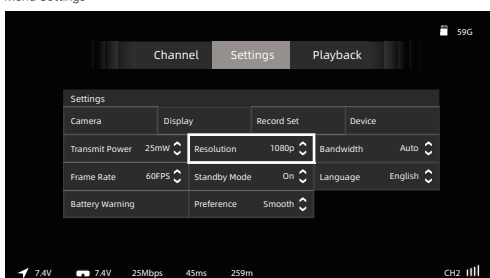 Menu Settings
59G
Channel Settings Playback
Settings
Camera Display Record Set Device
Transmit Power 25mW Resolution 1080p Bandwidth Auto
Frame Rate 60FPS Standby Mode On Language English
Battery Warning Preference Smooth
7.4V 7.4V 25Mbps 45ms 259m CH2